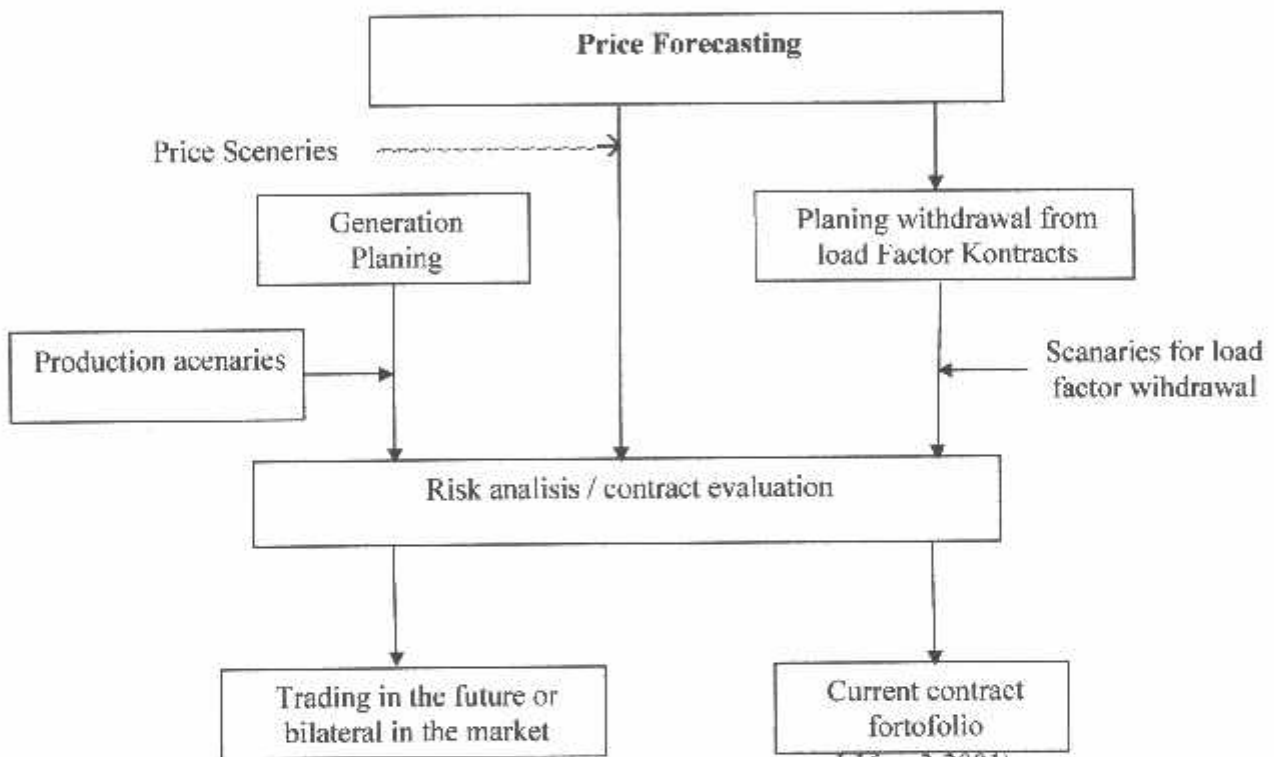 Price Forecasting
Price Sceneries
Generation
Planing
Planing withdrawal from
load Factor Kontracts
Production acenaries
Scanaries for load
factor wihdrawal
Risk analisis / contract evaluation
Trading in the future or
bilateral in the market
Current contract
fortofolio